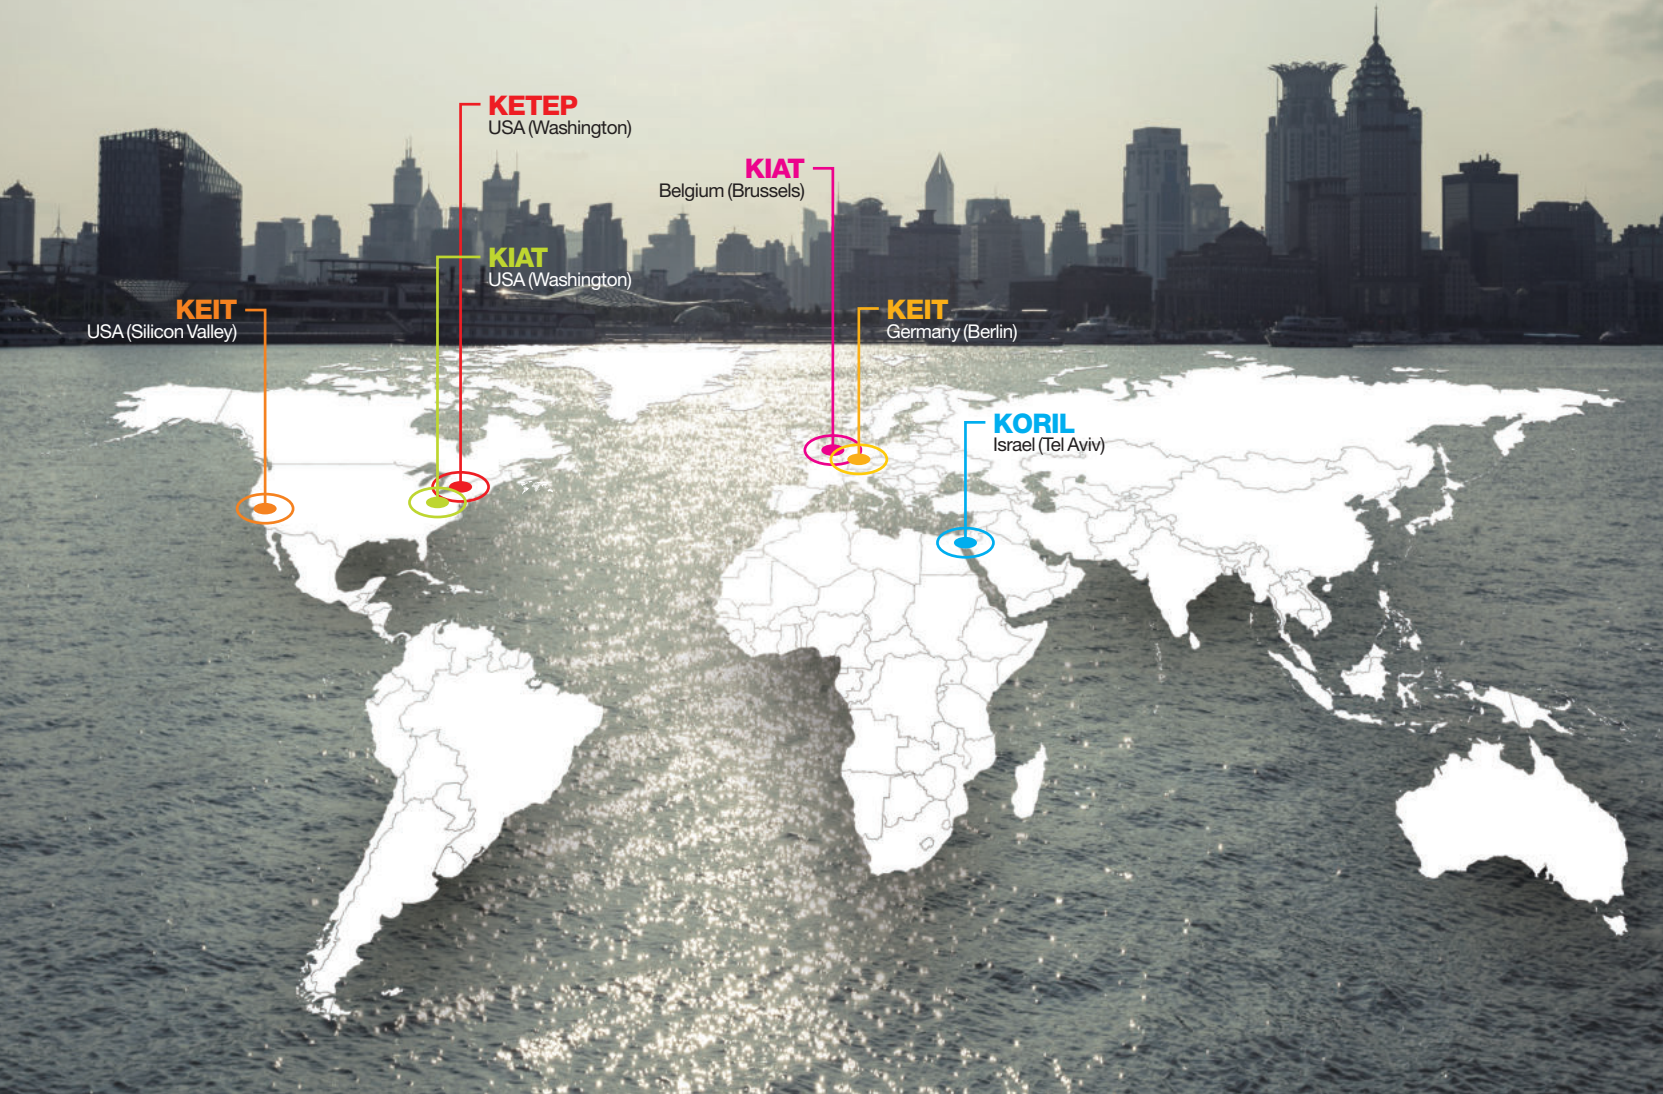 KETEP
USA (Washington)
KIAT
Belgium (Brussels)
KIAT
USA (Washington)
KEIT
USA (Silicon Valley)
KEIT
Germany (Berlin)
KORIL
Israel (Tel Aviv)